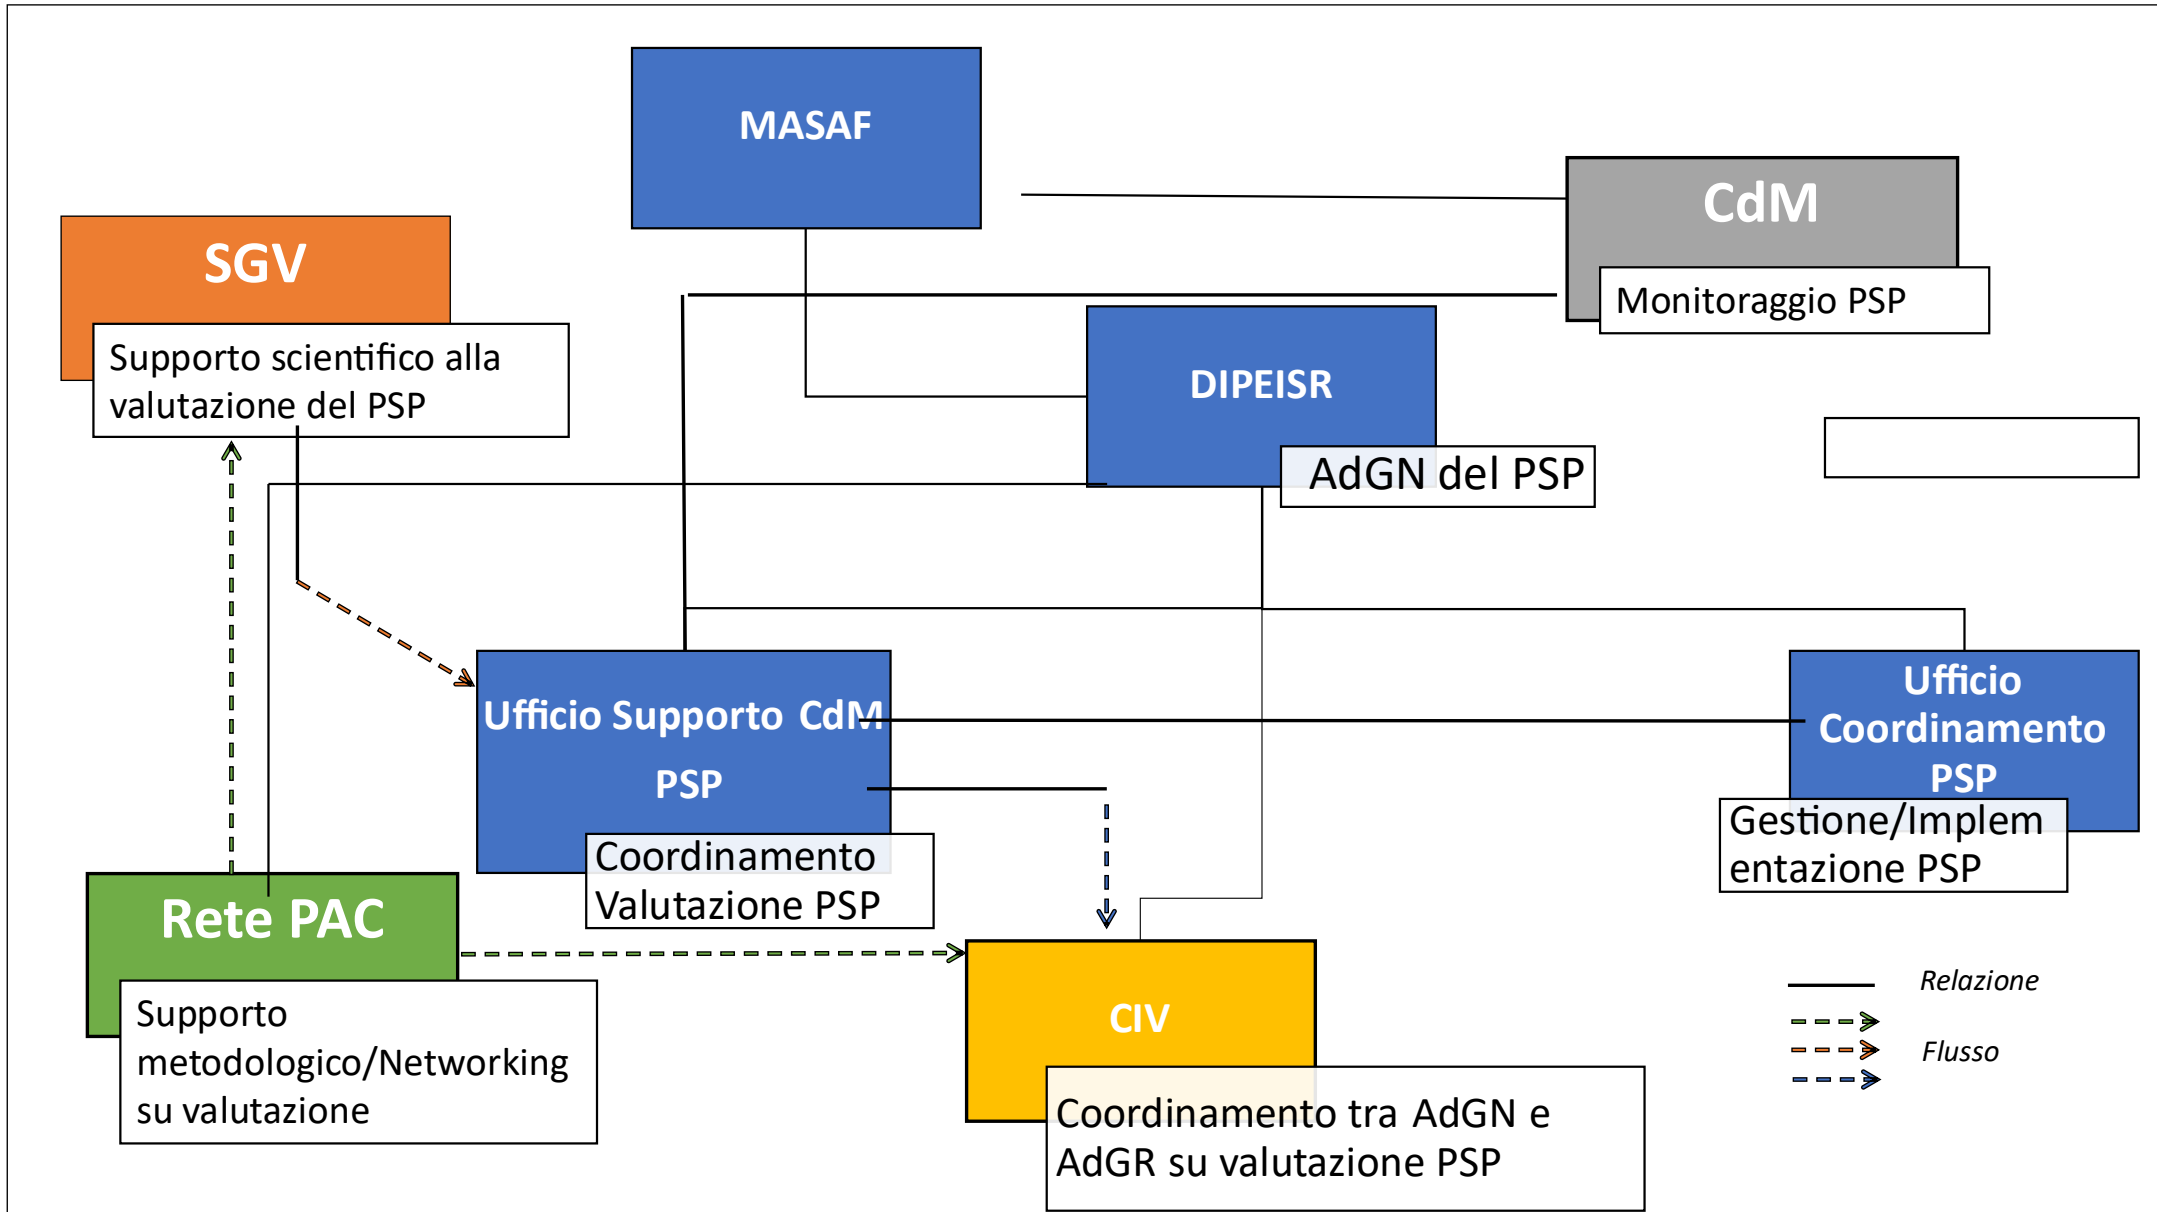 MASAF
CdM
Monitoraggio PSP
SGV
Supporto scientifico alla
valutazione del PSP
DIPEISR
AdGN del PSP
Ufficio Supporto CdM
PSP
Coordinamento
Valutazione PSP
Ufficio
Coordinamento
PSP
Gestione/Implem
entazione PSP
Rete PAC
Supporto
metodologico/Networking
su valutazione
CIV
Coordinamento tra AdGN e
AdGR su valutazione PSP
Relazione
Flusso